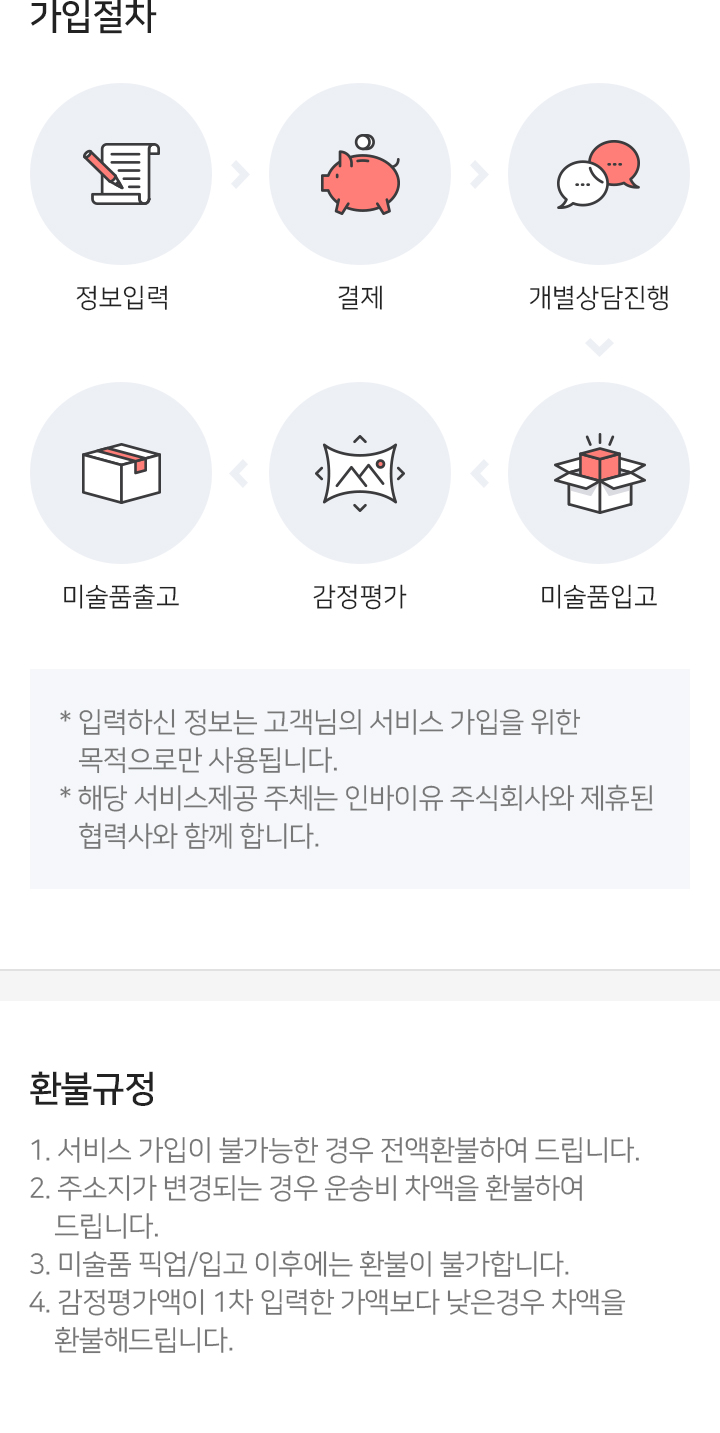 가입절차
정보입력
결제
개별상담진행
미술품출고
감정평가
미술품입고
* 입력하신 정보는 고객님의 서비스 가입을 위한
목적으로만 사용됩니다.
* 해당 서비스제공 주체는 인바이유 주식회사와 제휴된
협력사와 함께 합니다.
환불규정
1. 서비스 가입이 불가능한 경우 전액환불하여 드립니다.
2. 주소지가 변경되는 경우 운송비 차액을 환불하여
드립니다.
3. 미술품 픽업/입고 이후에는 환불이 불가합니다.
4. 감정평가액이 1차 입력한 가액보다 낮은경우 차액을
환불해드립니다.